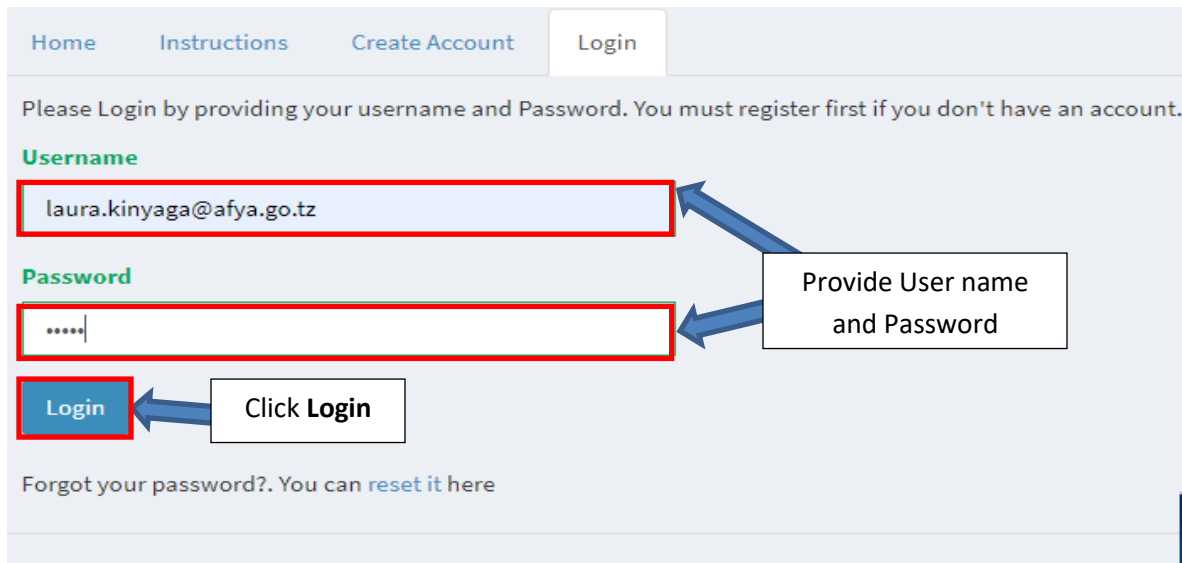 Home Instructions Create Account Login
Please Login by providing your username and Password. You must register first if you don't have an account.
Username
laura.kinyaga@afya.go.tz
Password
•••••
Provide User name
and Password
Login
Click Login
Forgot your password?. You can reset it here